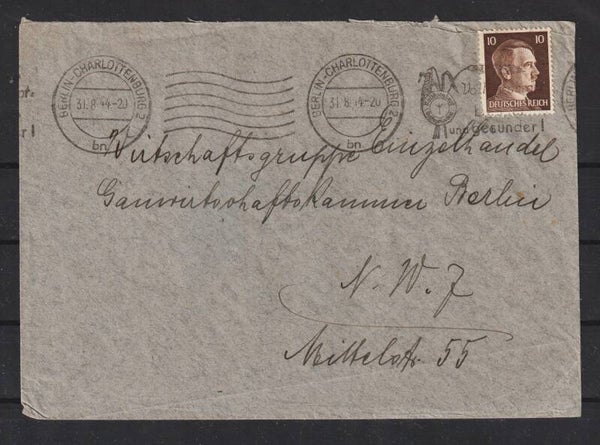 10 10
DEUTSCHES REICH
BERLIN-CHARLOTTENBURG 2
31.8.44-20
bn
BERLIN-CHARLOTTENBURG 2
31.8.44-20
bn
und gesünder!
Wirtschaftsgruppe Einzelhandel
Gauwirtschaftskammer Berlin
N.W.7
Mittelstr 55